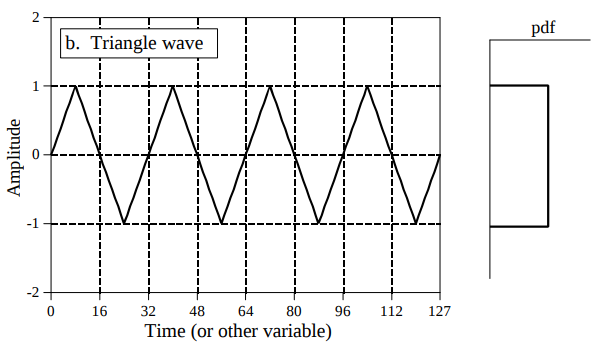 pdf
2
b. Triangle wave
1
0
-1
-2
Amplitude
0 16 32 48 64 80 96 112 127
Time (or other variable)